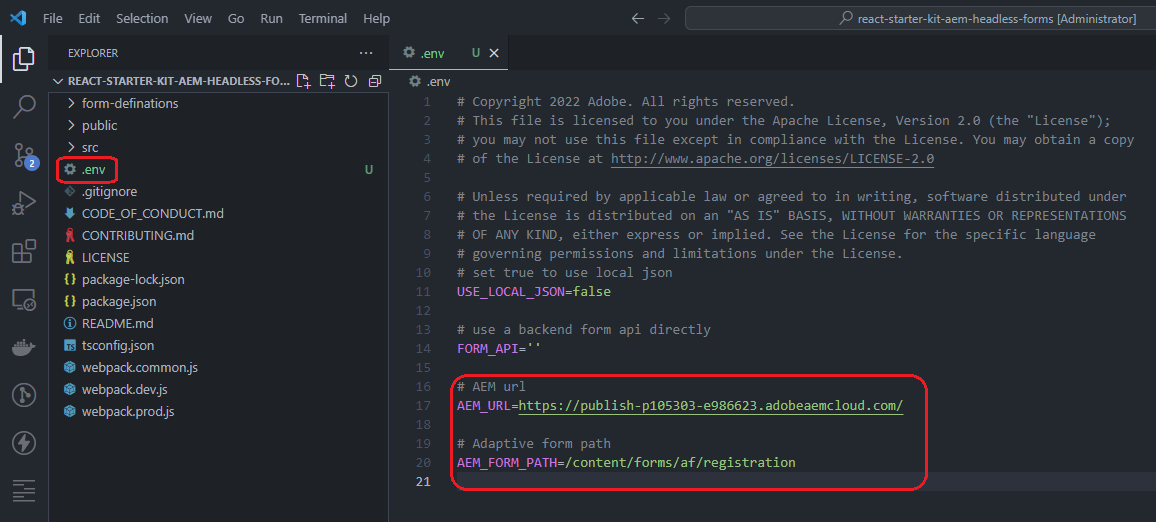 File Edit Selection View Go Run Terminal Help
react-starter-kit-aem-headless-forms [Administrator]
EXPLORER
REACT-STARTER-KIT-AEM-HEADLESS-FO...
form-definations
public
src
.env U
.gitignore
CODE_OF_CONDUCT.md
CONTRIBUTING.md
LICENSE
package-lock.json
package.json
README.md
tsconfig.json
webpack.common.js
webpack.dev.js
webpack.prod.js
2
TS
.env U
.env
1 # Copyright 2022 Adobe. All rights reserved.
2 # This file is licensed to you under the Apache License, Version 2.0 (the "License");
3 # you may not use this file except in compliance with the License. You may obtain a copy
4 # of the License at http://www.apache.org/licenses/LICENSE-2.0
5
6 # Unless required by applicable law or agreed to in writing, software distributed under
7 # the License is distributed on an "AS IS" BASIS, WITHOUT WARRANTIES OR REPRESENTATIONS
8 # OF ANY KIND, either express or implied. See the License for the specific language
9 # governing permissions and limitations under the License.
10 # set true to use local json
11 USE_LOCAL_JSON=false
12
13 # use a backend form api directly
14 FORM_API=''
15
16 # AEM url
17 AEM_URL=https://publish-p105303-e986623.adobeaemcloud.com/
18
19 # Adaptive form path
20 AEM_FORM_PATH=/content/forms/af/registration
21